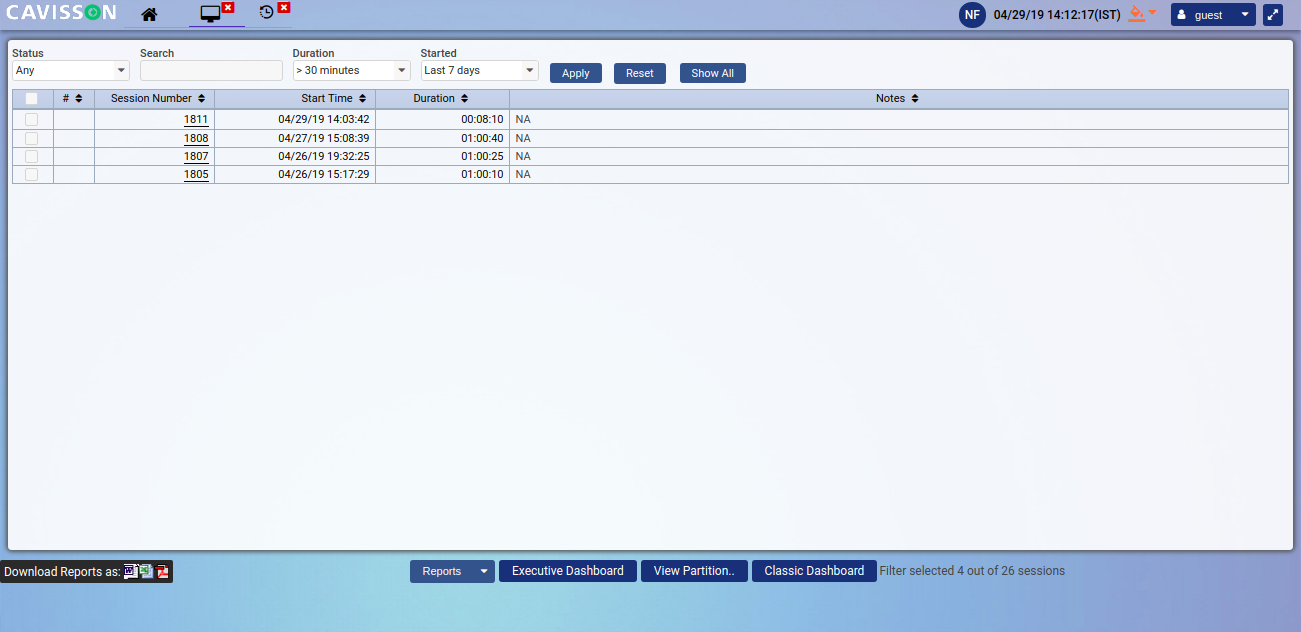 CAVISSON
NF 04/29/19 14:12:17(IST) guest
Status Search Duration Started
Any > 30 minutes Last 7 days Apply Reset Show All
# Session Number Start Time Duration Notes
1811 04/29/19 14:03:42 00:08:10 NA
1808 04/27/19 15:08:39 01:00:40 NA
1807 04/26/19 19:32:25 01:00:25 NA
1805 04/26/19 15:17:29 01:00:10 NA
Download Reports as: Reports Executive Dashboard View Partition.. Classic Dashboard Filter selected 4 out of 26 sessions